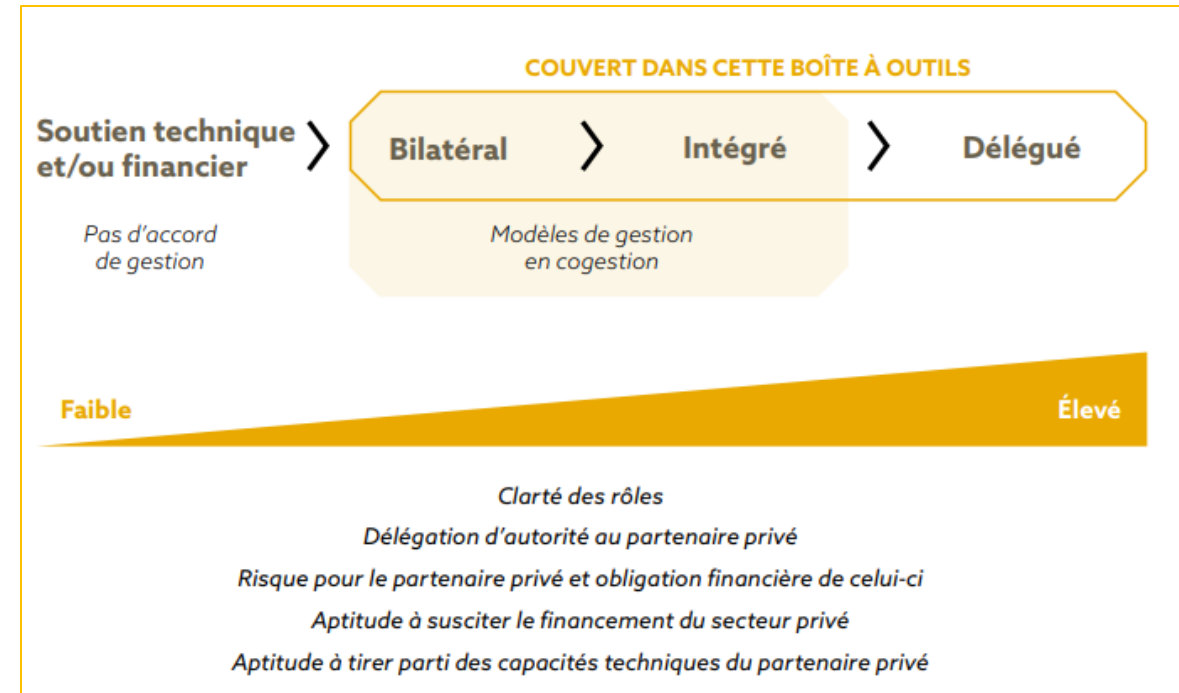 COUVERT DANS CETTE BOÎTE À OUTILS
Soutien technique
et/ou financier
Bilatéral
Intégré
Délégué
Pas d'accord
de gestion
Modèles de gestion
en cogestion
Faible
Élevé
Clarté des rôles
Délégation d'autorité au partenaire privé
Risque pour le partenaire privé et obligation financière de celui-ci
Aptitude à susciter le financement du secteur privé
Aptitude à tirer parti des capacités techniques du partenaire privé